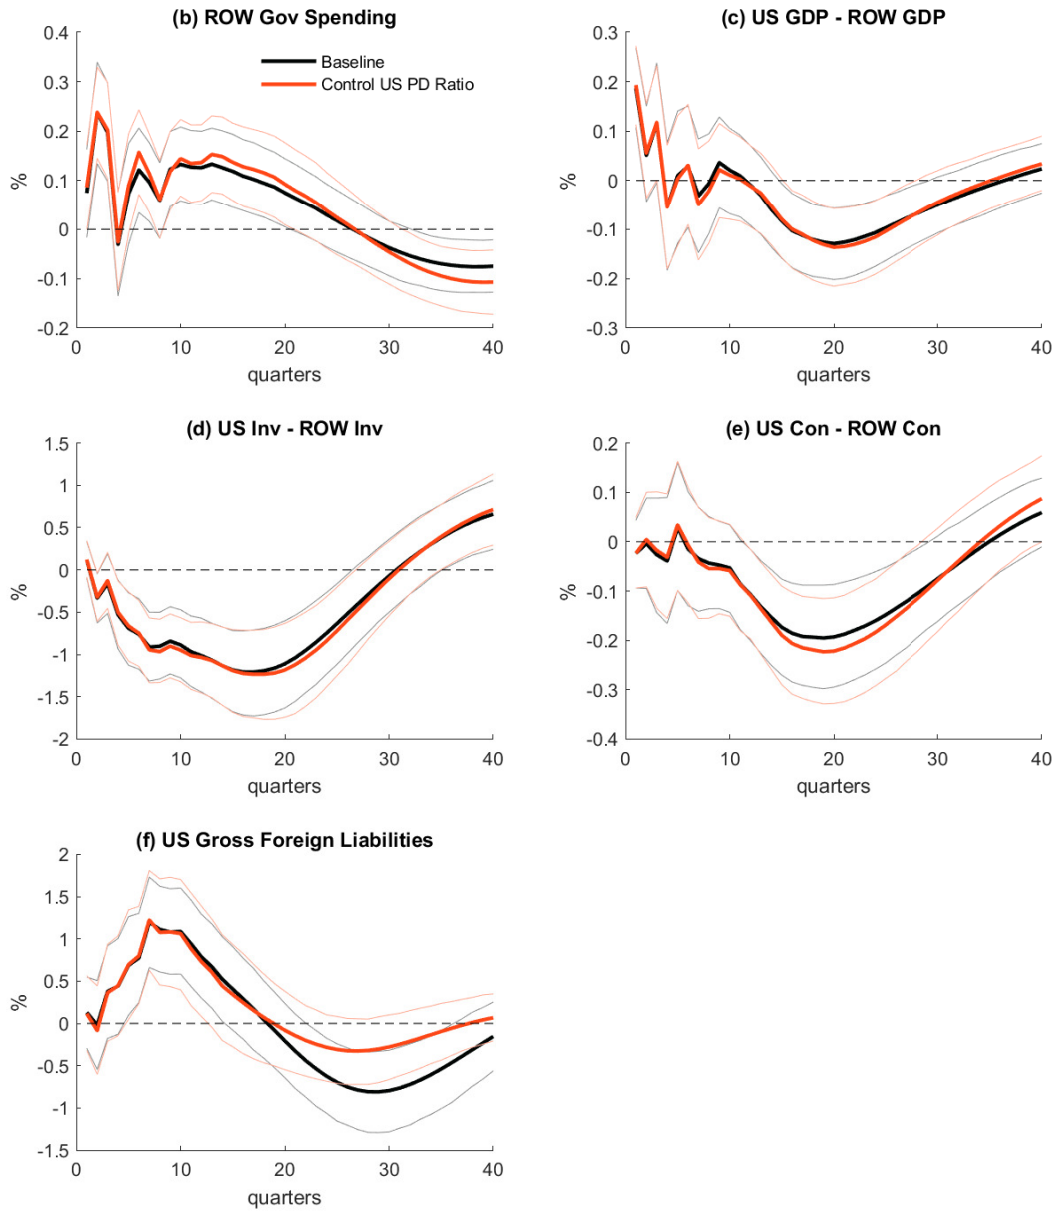 (b) ROW Gov Spending
0.4
0.3
0.2
0.1
0
-0.1
-0.2
%
Baseline
Control US PD Ratio
0 10 20 30 40
quarters
(c) US GDP - ROW GDP
0.3
0.2
0.1
0
-0.1
-0.2
-0.3
%
0 10 20 30 40
quarters
(d) US Inv - ROW Inv
1.5
1
0.5
0
-0.5
-1
-1.5
-2
%
0 10 20 30 40
quarters
(e) US Con - ROW Con
0.2
0.1
0
-0.1
-0.2
-0.3
-0.4
%
0 10 20 30 40
quarters
(f) US Gross Foreign Liabilities
2
1.5
1
0.5
0
-0.5
-1
-1.5
%
0 10 20 30 40
quarters